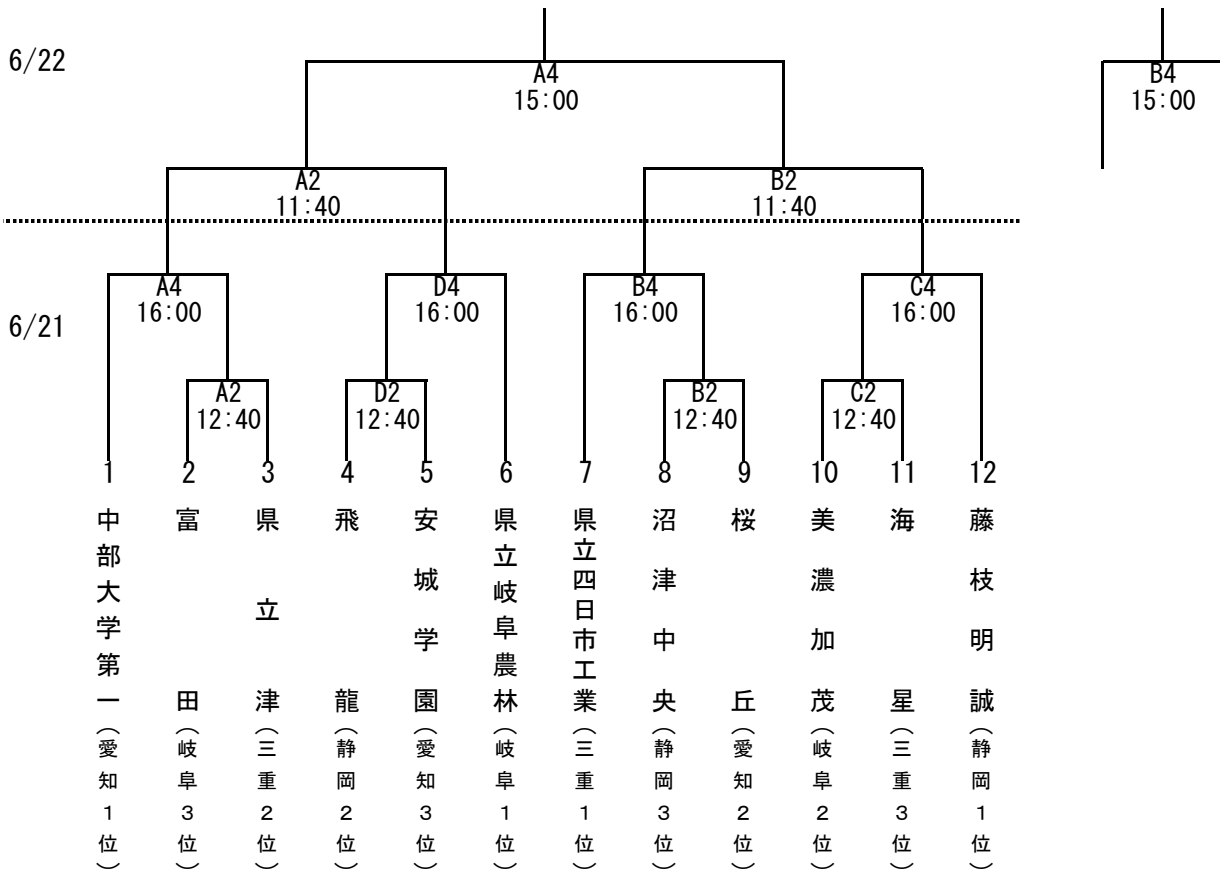 6/22
A4
15:00
B4
15:00
A2
11:40
B2
11:40
6/21
A4
16:00
D4
16:00
B4
16:00
C4
16:00
A2
12:40
D2
12:40
B2
12:40
C2
12:40
1 2 3 4 5 6 7 8 9 10 11 12
中部大学第一(愛知1位)
富田(岐阜3位)
県立津(三重2位)
飛龍(静岡2位)
安城学園(愛知3位)
県立岐阜農林(岐阜1位)
県立四日市工業(三重1位)
沼津中央(静岡3位)
桜丘(愛知2位)
美濃加茂(岐阜2位)
海星(三重3位)
藤枝明誠(静岡1位)